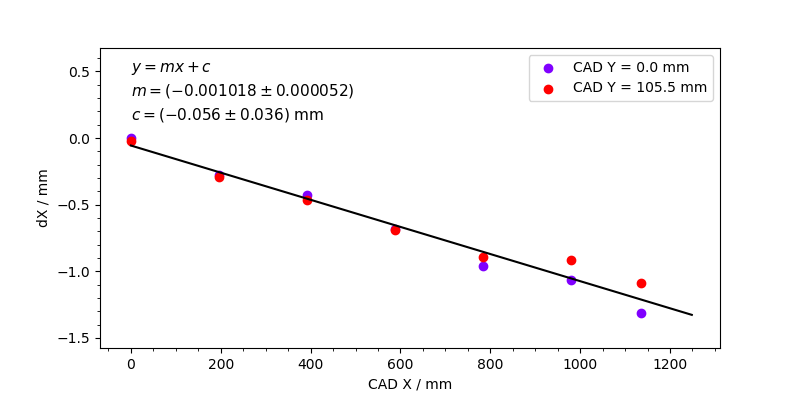 y = mx + c
m = (−0.001018 ± 0.000052)
c = (−0.056 ± 0.036) mm
CAD Y = 0.0 mm
CAD Y = 105.5 mm
0.5
0.0
−0.5
−1.0
−1.5
dX / mm
0 200 400 600 800 1000 1200
CAD X / mm